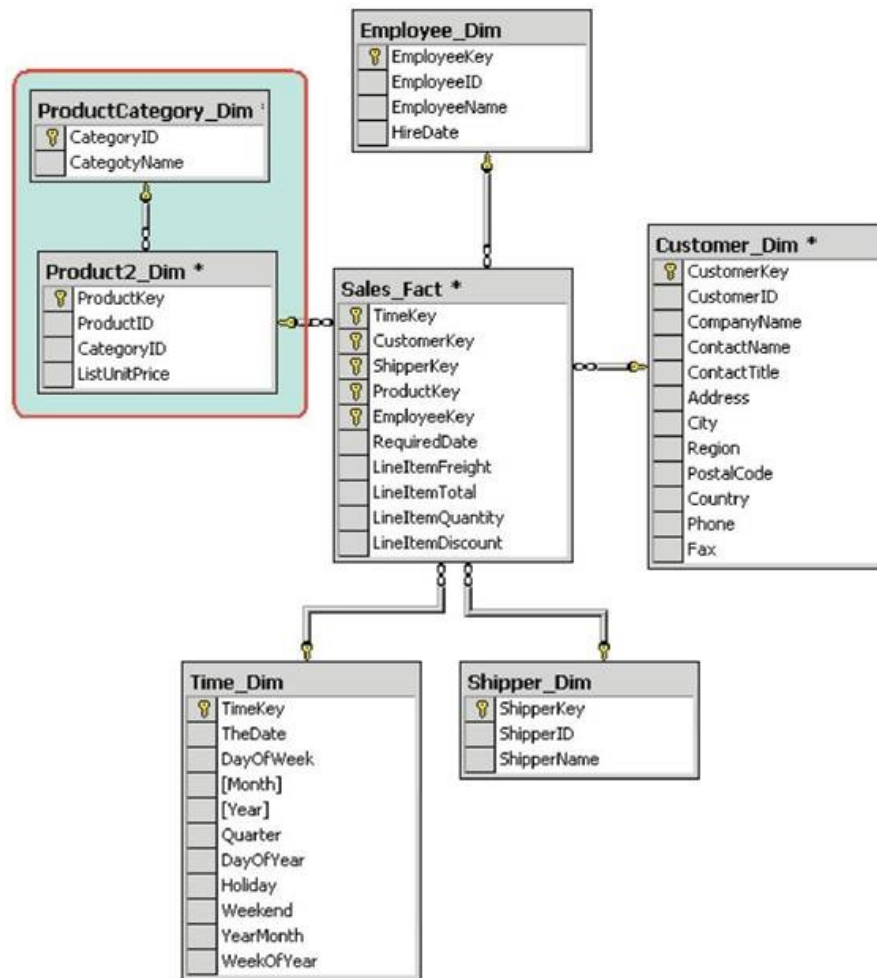 Employee_Dim
EmployeeKey
EmployeeID
EmployeeName
HireDate
ProductCategory_Dim
CategoryID
CategotyName
Product2_Dim *
ProductKey
ProductID
CategoryID
ListUnitPrice
Sales_Fact *
TimeKey
CustomerKey
ShipperKey
ProductKey
EmployeeKey
RequiredDate
LineItemFreight
LineItemTotal
LineItemQuantity
LineItemDiscount
Customer_Dim *
CustomerKey
CustomerID
CompanyName
ContactName
ContactTitle
Address
City
Region
PostalCode
Country
Phone
Fax
Time_Dim
TimeKey
TheDate
DayOfWeek
[Month]
[Year]
Quarter
DayOfYear
Holiday
Weekend
YearMonth
WeekOfYear
Shipper_Dim
ShipperKey
ShipperID
ShipperName